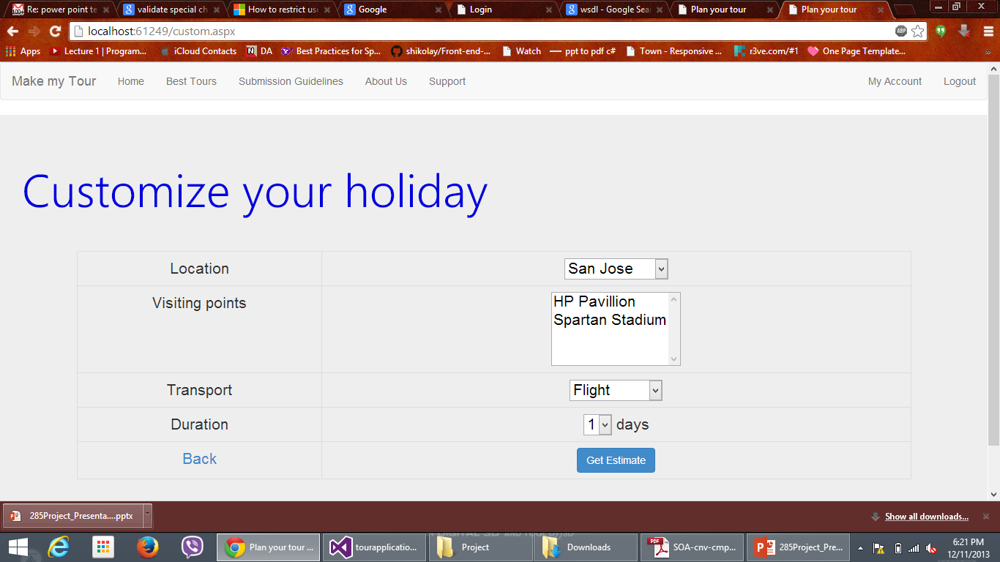 Re: power point te
validate special ch
How to restrict use
Google
Login
wsdl - Google Sear
Plan your tour
Plan your tour
localhost:61249/custom.aspx
ABP
Apps
Lecture 1 | Program...
iCloud Contacts
DA
Best Practices for Sp...
shikolay/Front-end-...
Watch
ppt to pdf c#
Town - Responsive ...
r3ve.com/#1
One Page Template...
»
Make my Tour
Home
Best Tours
Submission Guidelines
About Us
Support
My Account
Logout
Customize your holiday
Location
San Jose
Visiting points
HP Pavillion
Spartan Stadium
Transport
Flight
Duration
1 days
Back
Get Estimate
285Project_Presenta....pptx
Show all downloads...
Plan your tour ...
tourapplicatio...
Project
Downloads
SOA-cnv-cmp...
285Project_Pre...
6:21 PM
12/11/2013